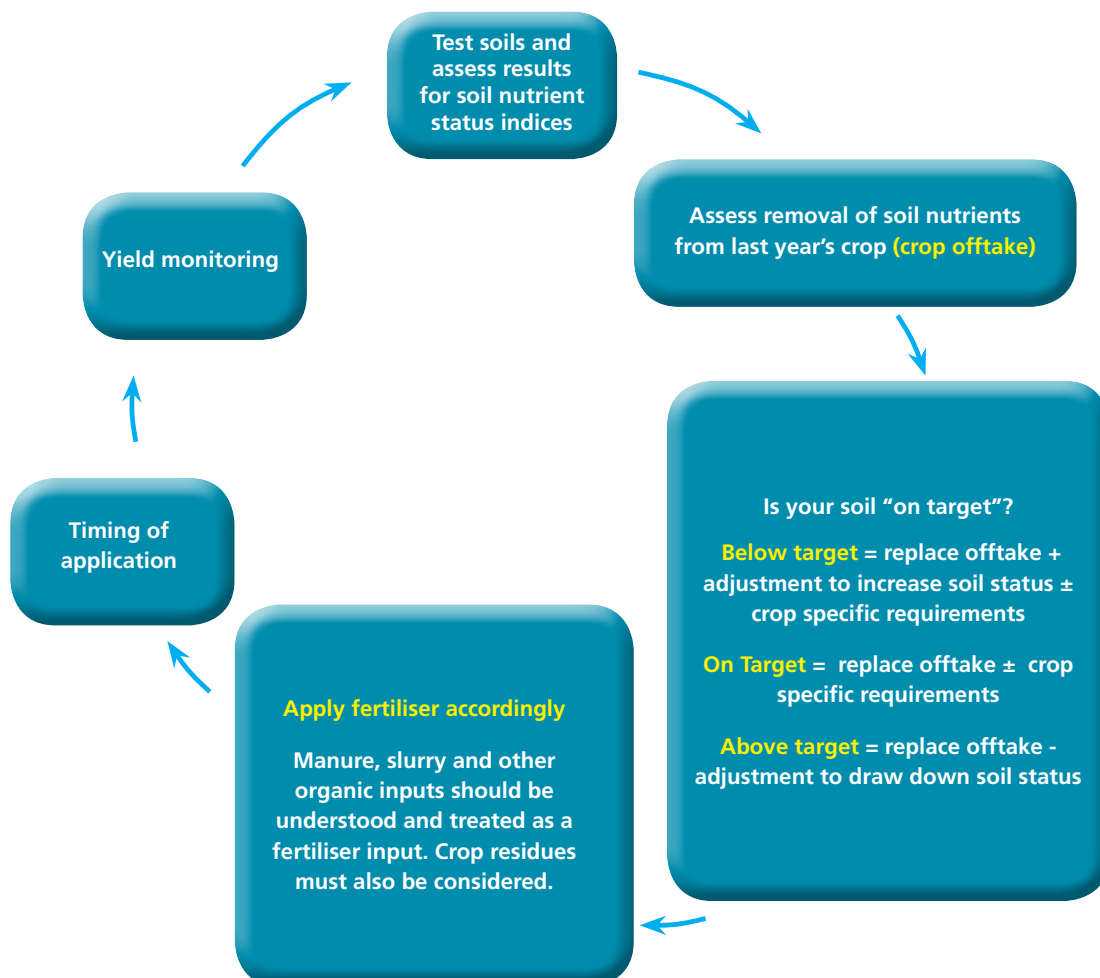 Test soils and
assess results
for soil nutrient
status indices
Assess removal of soil nutrients
from last year's crop (crop offtake)
Is your soil "on target"?
Below target = replace offtake +
adjustment to increase soil status ±
crop specific requirements
On Target = replace offtake ± crop
specific requirements
Above target = replace offtake -
adjustment to draw down soil status
Apply fertiliser accordingly
Manure, slurry and other
organic inputs should be
understood and treated as a
fertiliser input. Crop residues
must also be considered.
Timing of
application
Yield monitoring